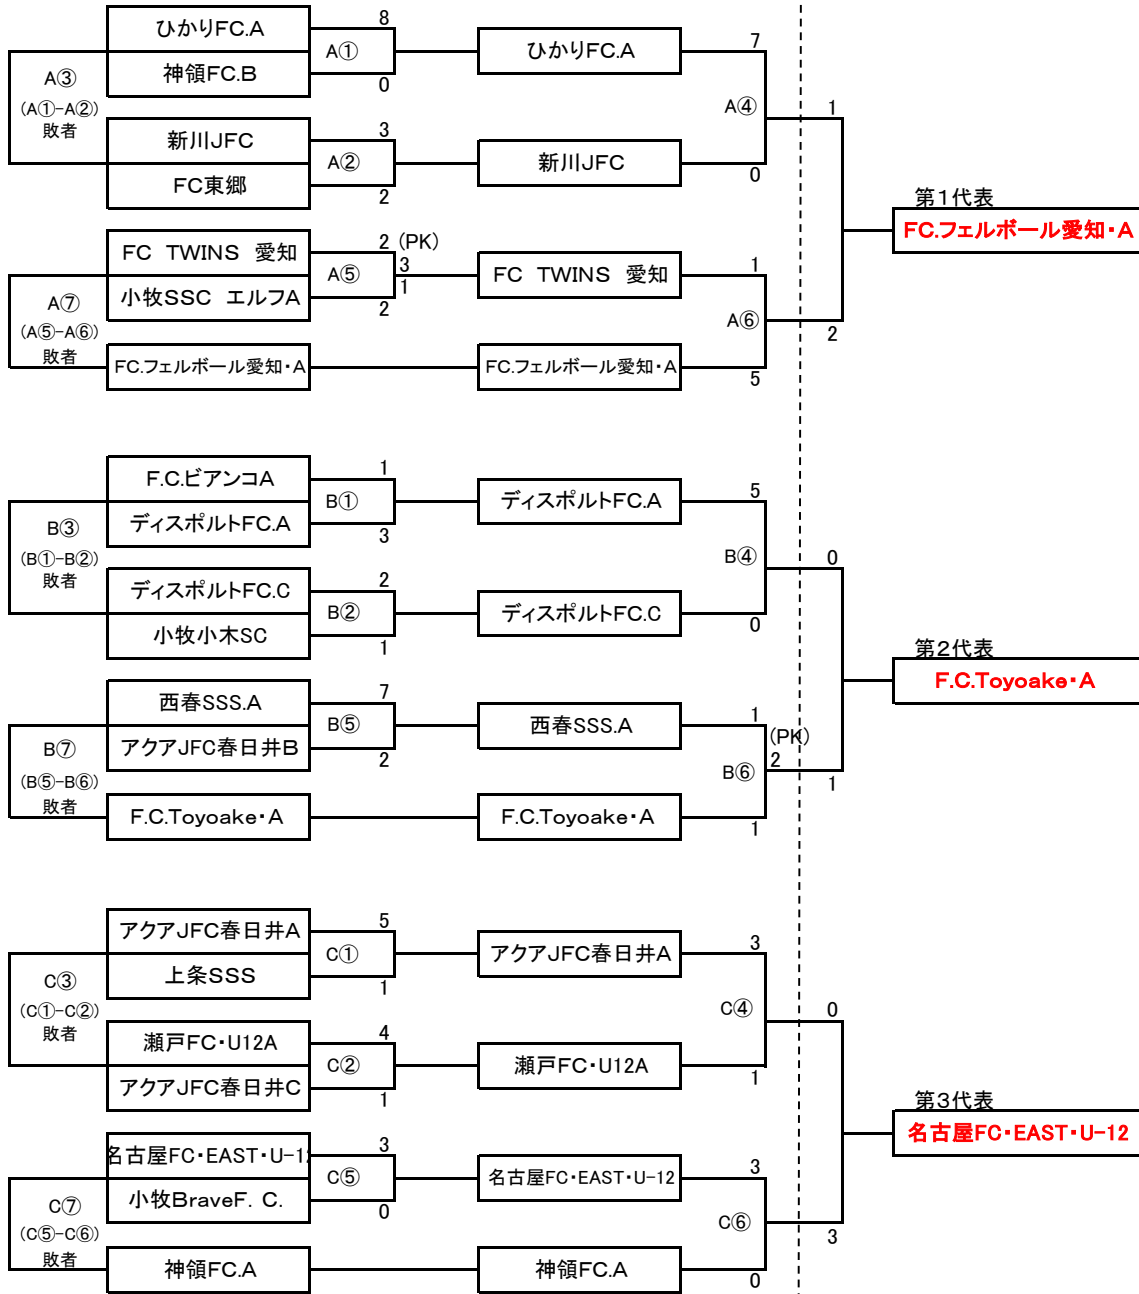 ひかりFC.A
8
A①
神領FC.B
0
ひかりFC.A
7
A③
(A①-A②)
敗者
A④
1
新川JFC
3
A②
FC東郷
2
新川JFC
0
第1代表
FC.フェルボール愛知・A
FC TWINS 愛知
2
(PK)
3
A⑤
1
小牧SSC エルフA
2
FC TWINS 愛知
1
A⑦
(A⑤-A⑥)
敗者
A⑥
2
FC.フェルボール愛知・A
FC.フェルボール愛知・A
5
F.C.ビアンコA
1
B①
ディスポルトFC.A
3
ディスポルトFC.A
5
B③
(B①-B②)
敗者
B④
0
ディスポルトFC.C
2
B②
小牧小木SC
1
ディスポルトFC.C
0
第2代表
F.C.Toyoake・A
西春SSS.A
7
B⑤
アクアJFC春日井B
2
西春SSS.A
1
(PK)
2
B⑦
(B⑤-B⑥)
敗者
B⑥
1
F.C.Toyoake・A
F.C.Toyoake・A
1
アクアJFC春日井A
5
C①
上条SSS
1
アクアJFC春日井A
3
C③
(C①-C②)
敗者
C④
0
瀬戸FC・U12A
4
C②
アクアJFC春日井C
1
瀬戸FC・U12A
1
第3代表
名古屋FC・EAST・U-12
名古屋FC・EAST・U-12
3
C⑤
小牧BraveF. C.
0
名古屋FC・EAST・U-12
3
C⑦
(C⑤-C⑥)
敗者
C⑥
3
神領FC.A
神領FC.A
0